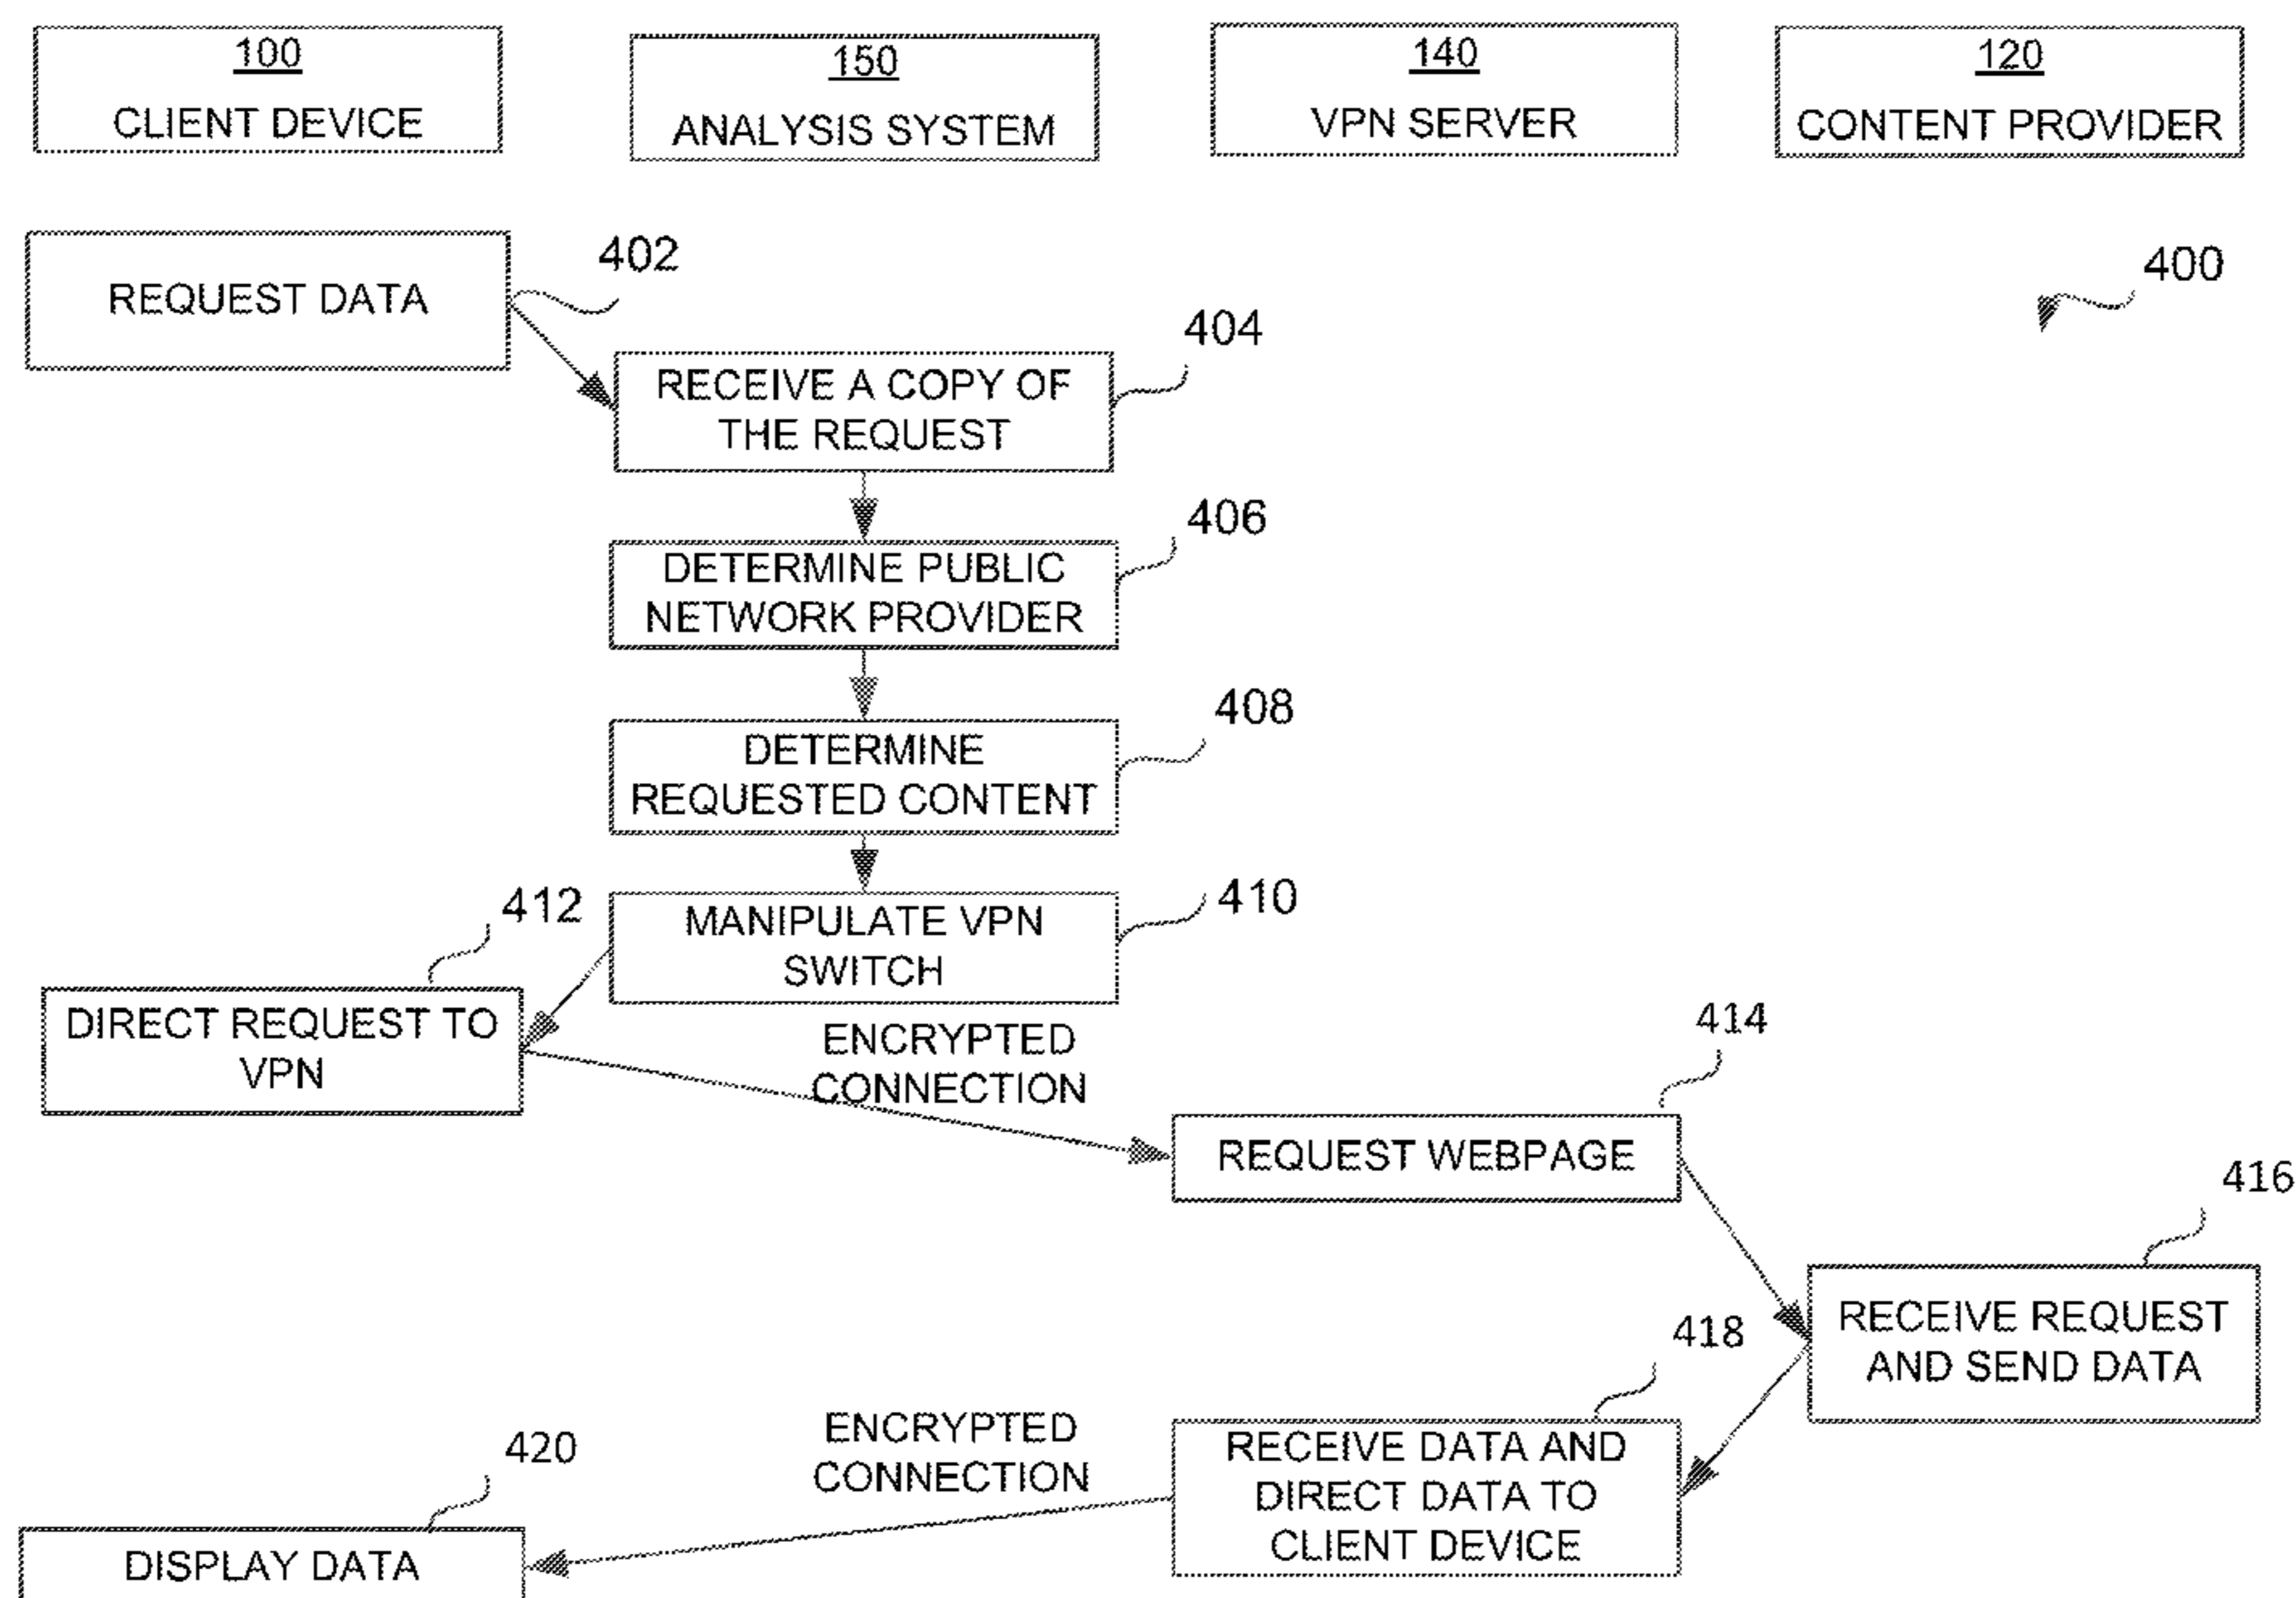 100
CLIENT DEVICE
150
ANALYSIS SYSTEM
140
VPN SERVER
120
CONTENT PROVIDER
REQUEST DATA
402
400
404
RECEIVE A COPY OF
THE REQUEST
406
DETERMINE PUBLIC
NETWORK PROVIDER
408
DETERMINE
REQUESTED CONTENT
410
MANIPULATE VPN
SWITCH
412
DIRECT REQUEST TO
VPN
ENCRYPTED
CONNECTION
414
REQUEST WEBPAGE
416
RECEIVE REQUEST
AND SEND DATA
418
RECEIVE DATA AND
DIRECT DATA TO
CLIENT DEVICE
ENCRYPTED
CONNECTION
420
DISPLAY DATA